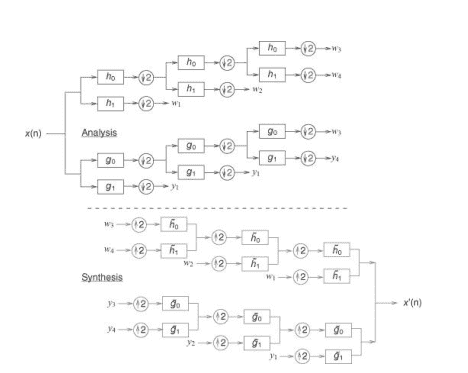 h₀ ↓2 w₃
h₀ ↓2
h₀ ↓2 h₁ ↓2 w₄
h₁ ↓2 w₂
h₁ ↓2 w₁
x(n) Analysis
g₀ ↓2 w₃
g₀ ↓2
g₀ ↓2 g₁ ↓2 y₄
g₁ ↓2 y₁
g₁ ↓2 y₁
w₃ ↑2 h̃₀
↑2 h̃₀
w₄ ↑2 h̃₁ ↑2 h̃₀
w₂ ↑2 h̃₁
w₁ ↑2 h̃₁
Synthesis
x'(n)
y₃ ↑2 g̃₀
↑2 g̃₀
y₄ ↑2 g̃₁ ↑2 g̃₀
y₂ ↑2 g̃₁
y₁ ↑2 g̃₁